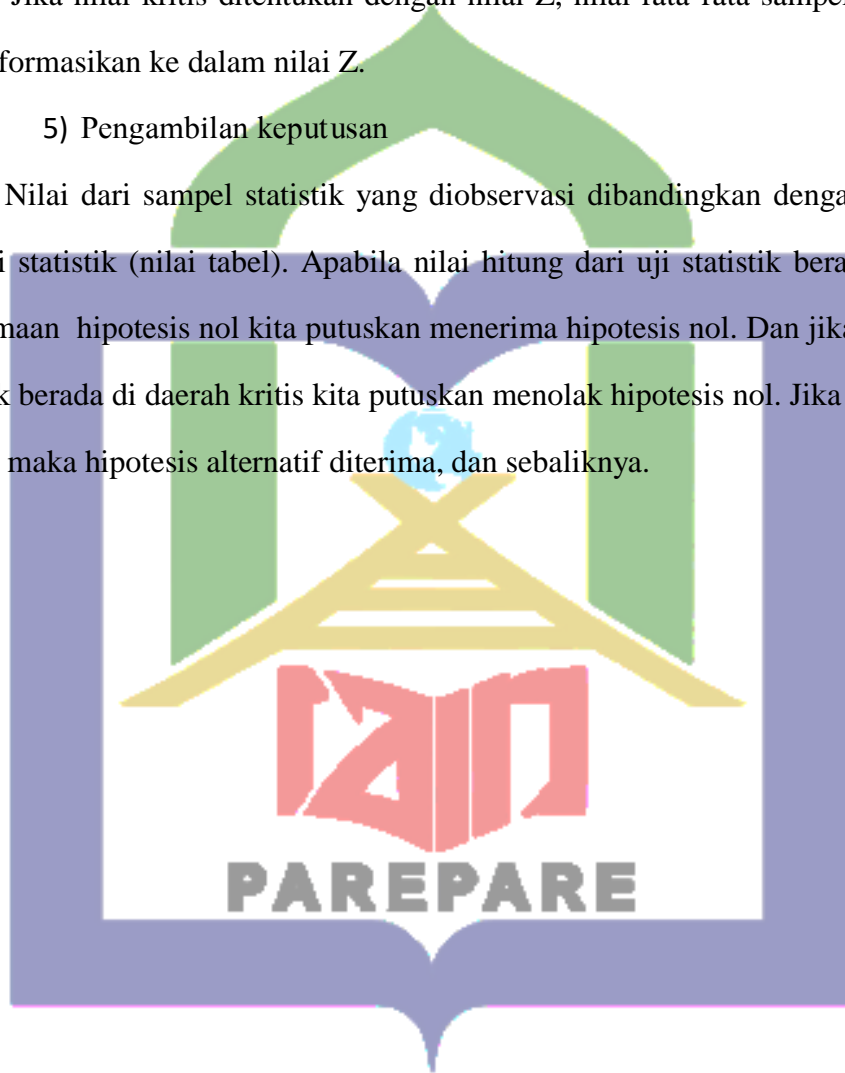 Jika nilai kritis ditentukan dengan nilai Z, nilai rata-rata sampel
formasikan ke dalam nilai Z.
5) Pengambilan keputusan
Nilai dari sampel statistik yang diobservasi dibandingkan denga
i statistik (nilai tabel). Apabila nilai hitung dari uji statistik bera
maan hipotesis nol kita putuskan menerima hipotesis nol. Dan jika
k berada di daerah kritis kita putuskan menolak hipotesis nol. Jika
maka hipotesis alternatif diterima, dan sebaliknya.
iain
PAREPARE